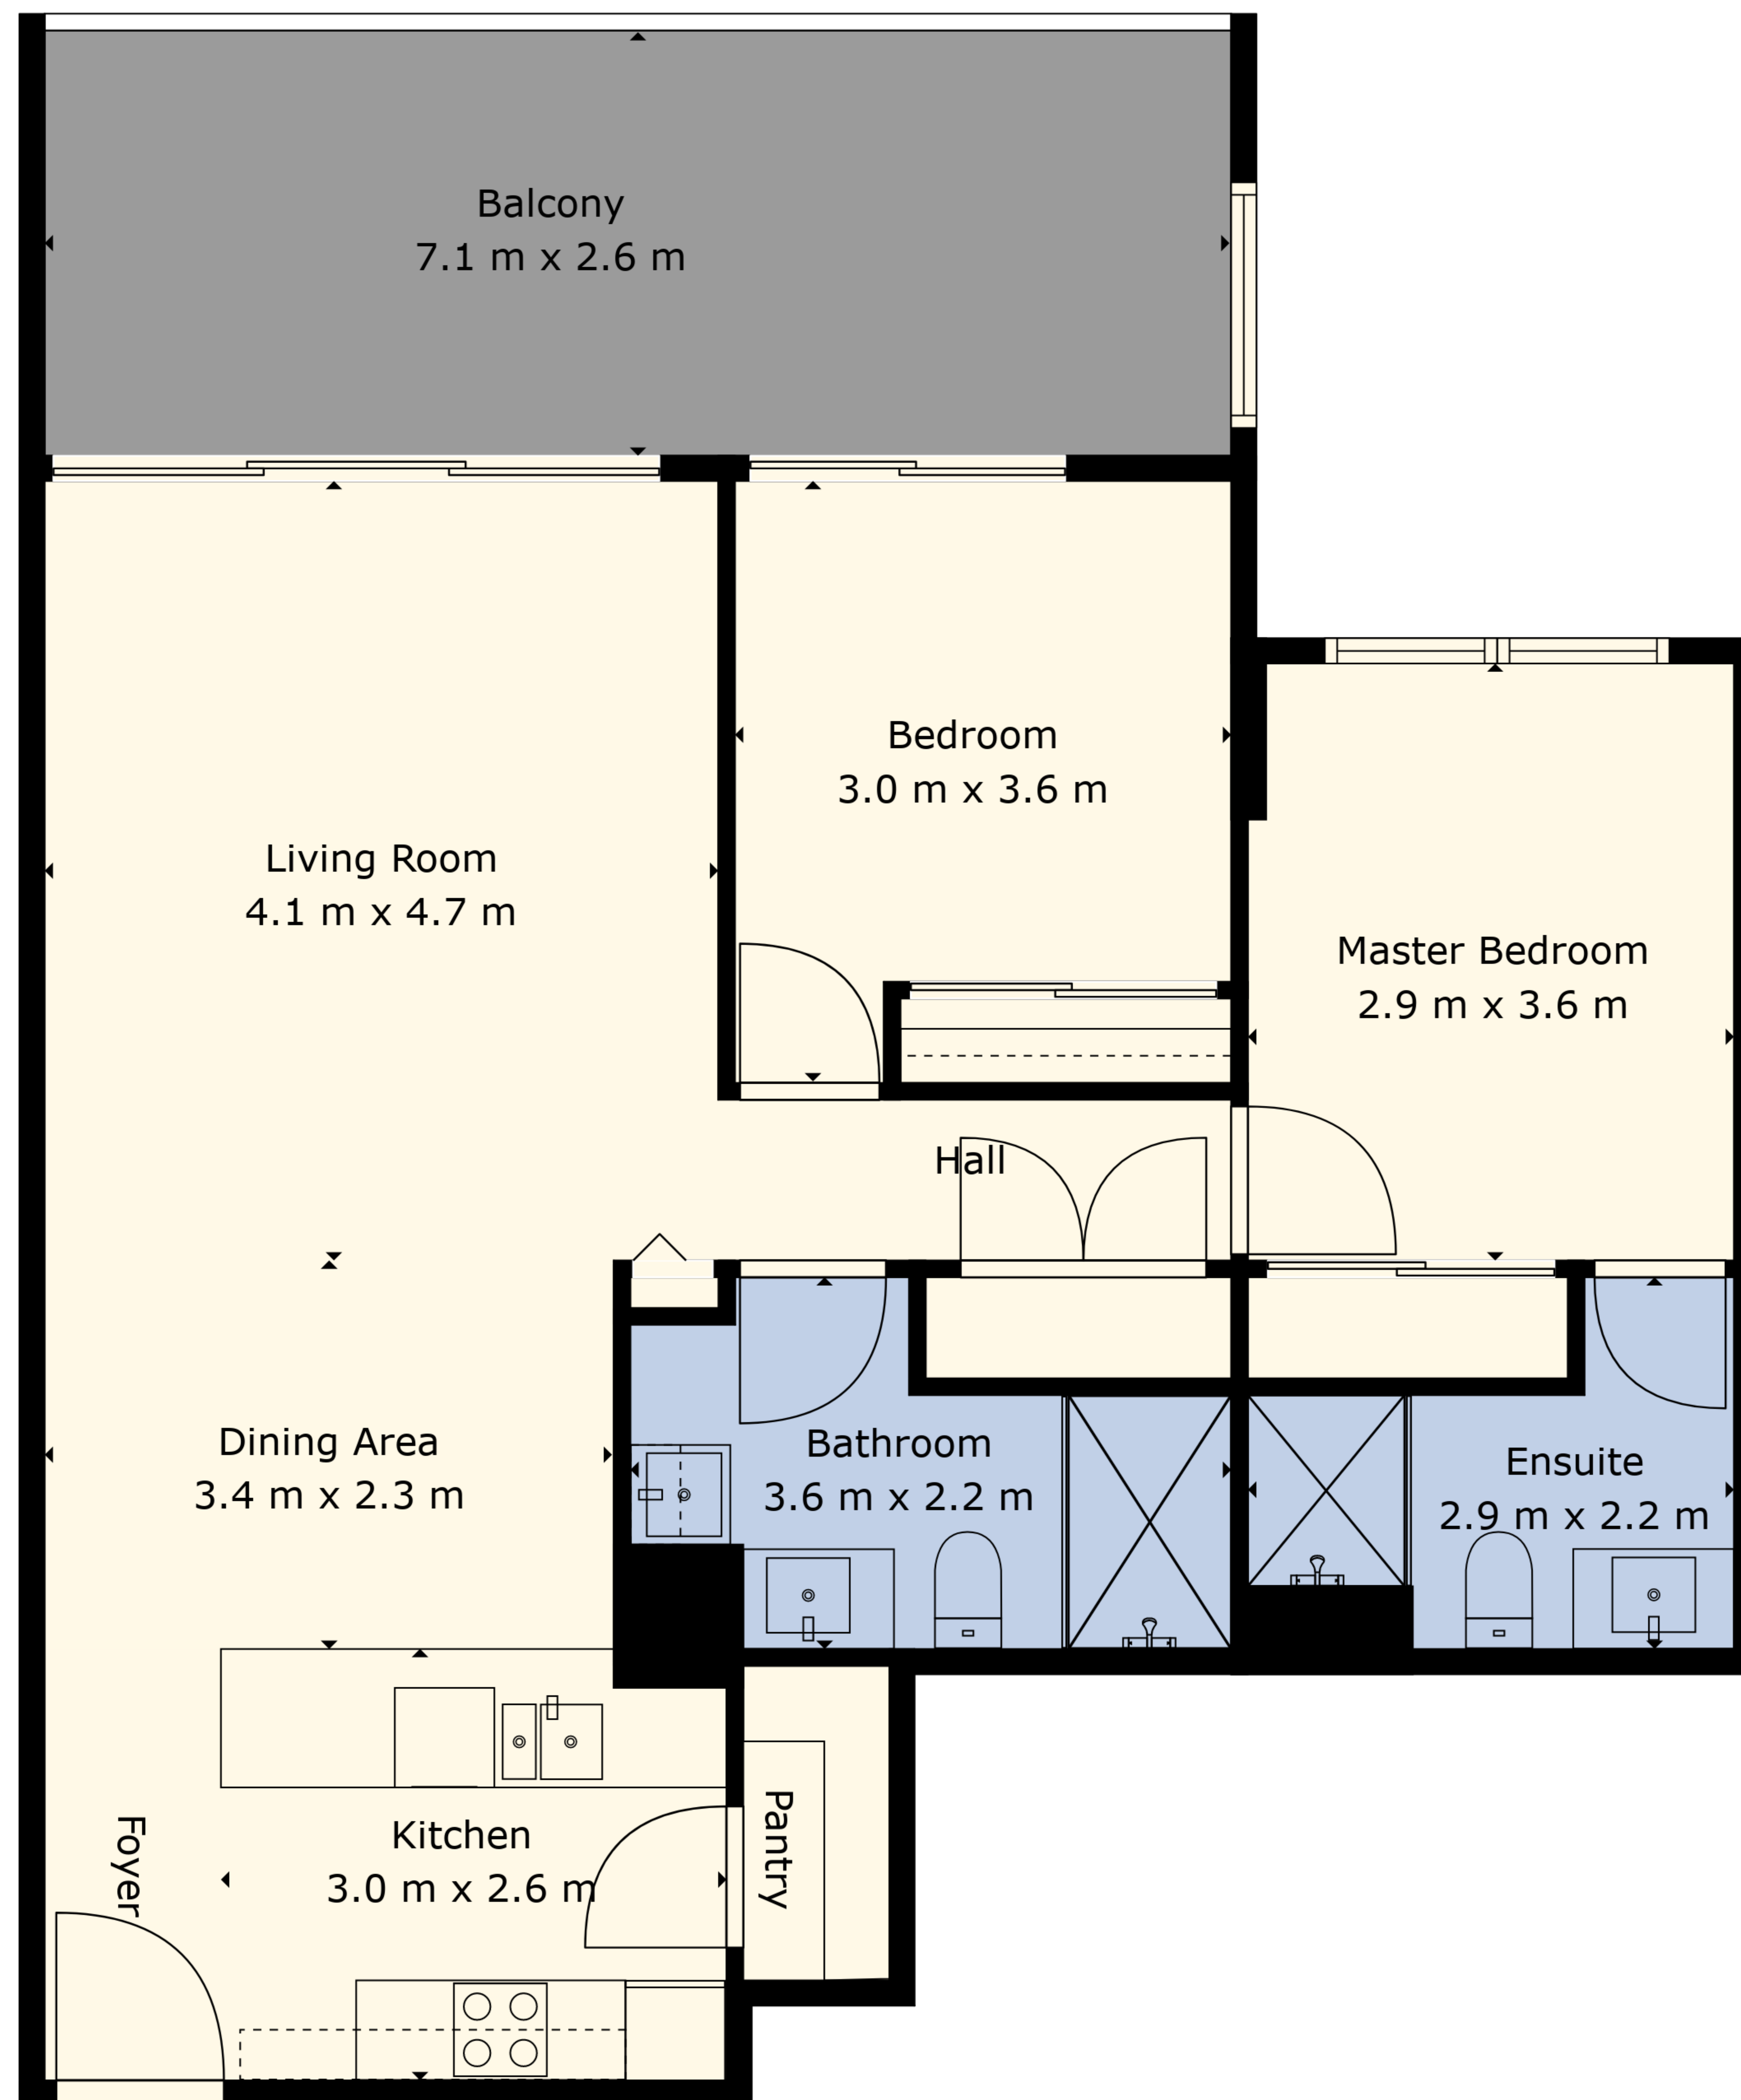 Balcony
7.1 m x 2.6 m
Bedroom
3.0 m x 3.6 m
Living Room
4.1 m x 4.7 m
Master Bedroom
2.9 m x 3.6 m
Hall
Dining Area
3.4 m x 2.3 m
Bathroom
3.6 m x 2.2 m
Ensuite
2.9 m x 2.2 m
Foyer
Kitchen
3.0 m x 2.6 m
Pantry